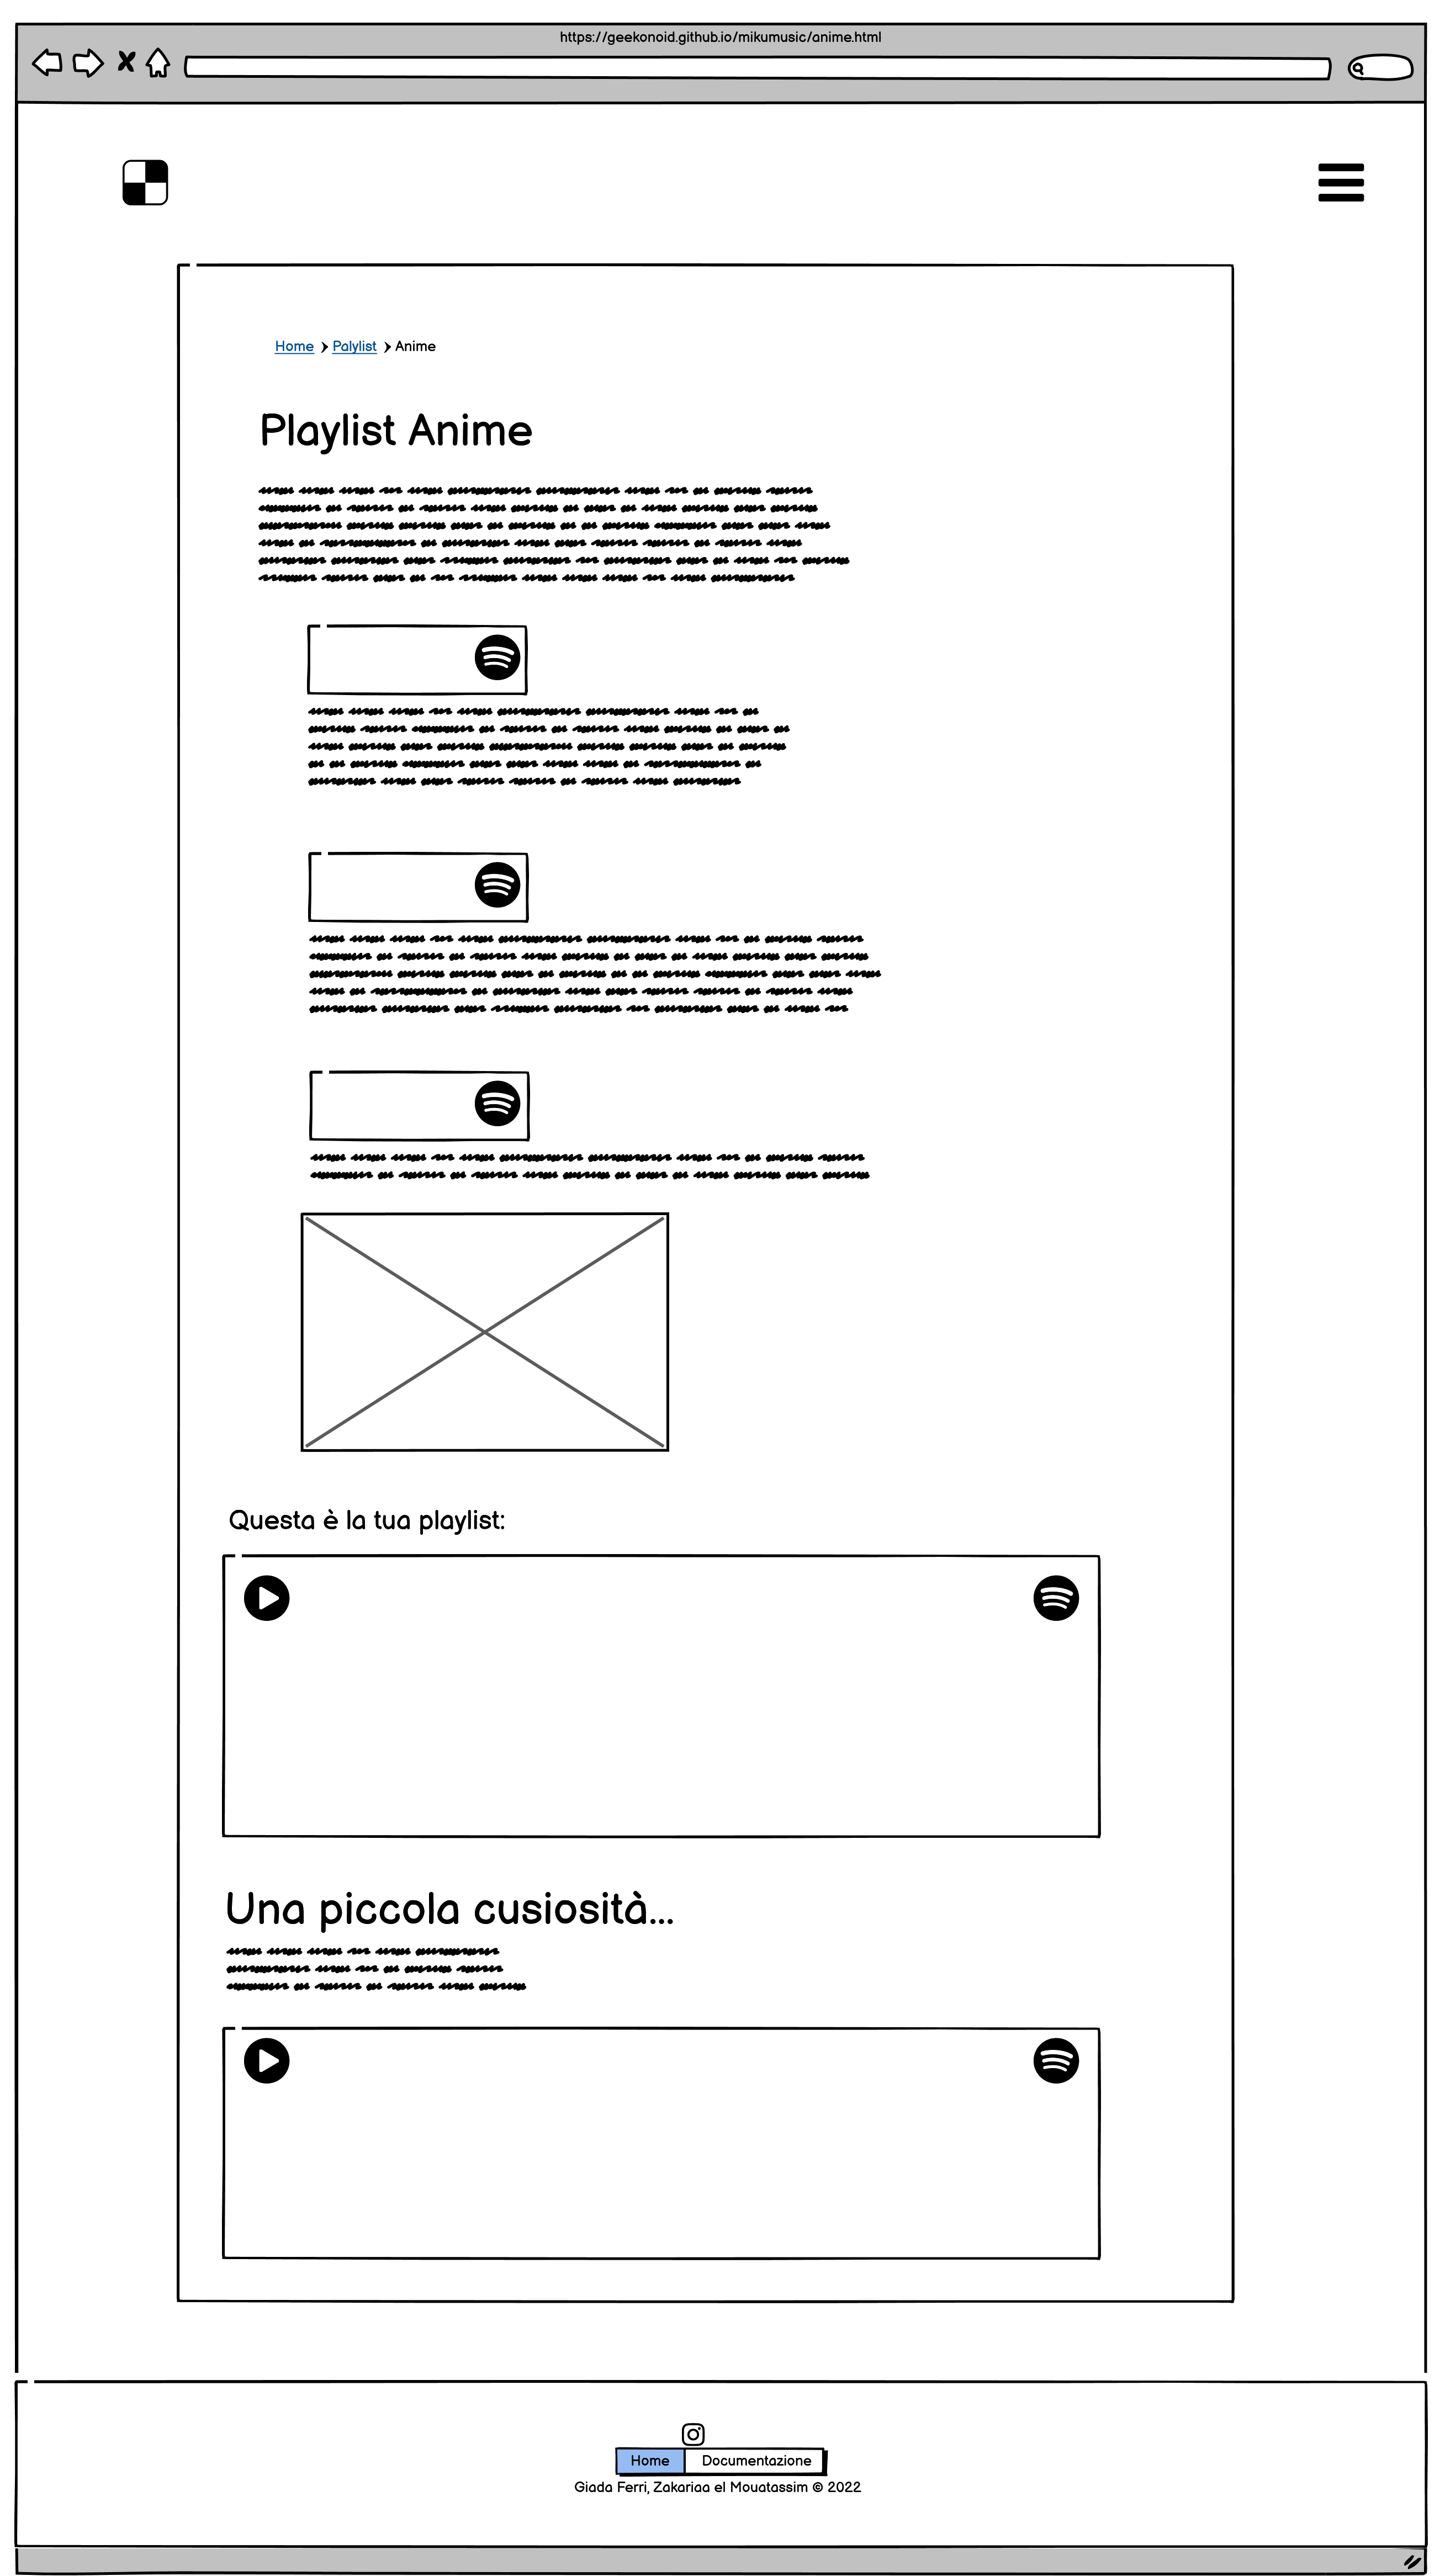 https://geekonoid.github.io/mikumusic/anime.html
Home Palylist Anime
Playlist Anime
Questa è la tua playlist:
Una piccola cusiosità...
Home Documentazione
Giada Ferri, Zakariaa el Mouatassim © 2022